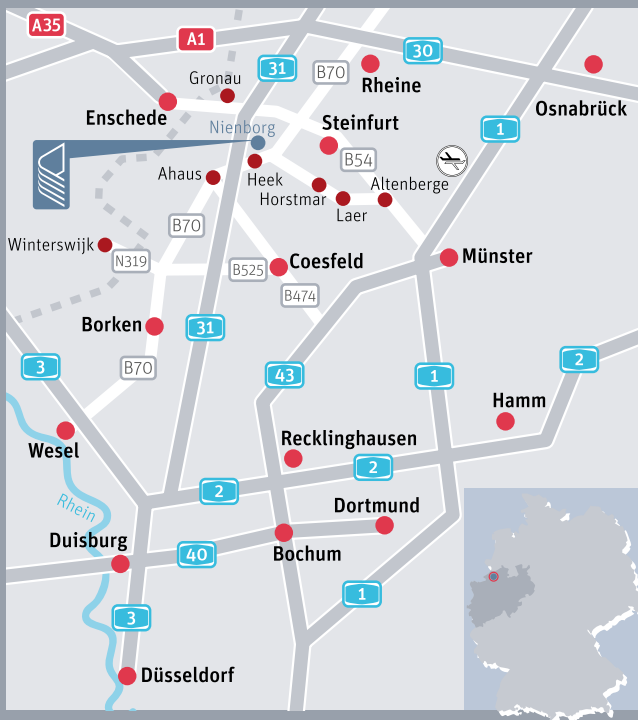 A35
A1
30
31
B70
Gronau
Rheine
Osnabrück
Enschede
Nienborg
Steinfurt
1
B54
Ahaus
Heek
Horstmar
Altenberge
Laer
B70
Winterswijk
N319
B525
Coesfeld
Münster
B474
Borken
31
3
B70
43
1
2
Hamm
Wesel
Recklinghausen
2
2
Rhein
Dortmund
Duisburg
40
Bochum
1
3
Düsseldorf